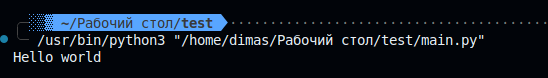 ~/Рабочий стол/test
/usr/bin/python3 "/home/dimas/Рабочий стол/test/main.py"
Hello world